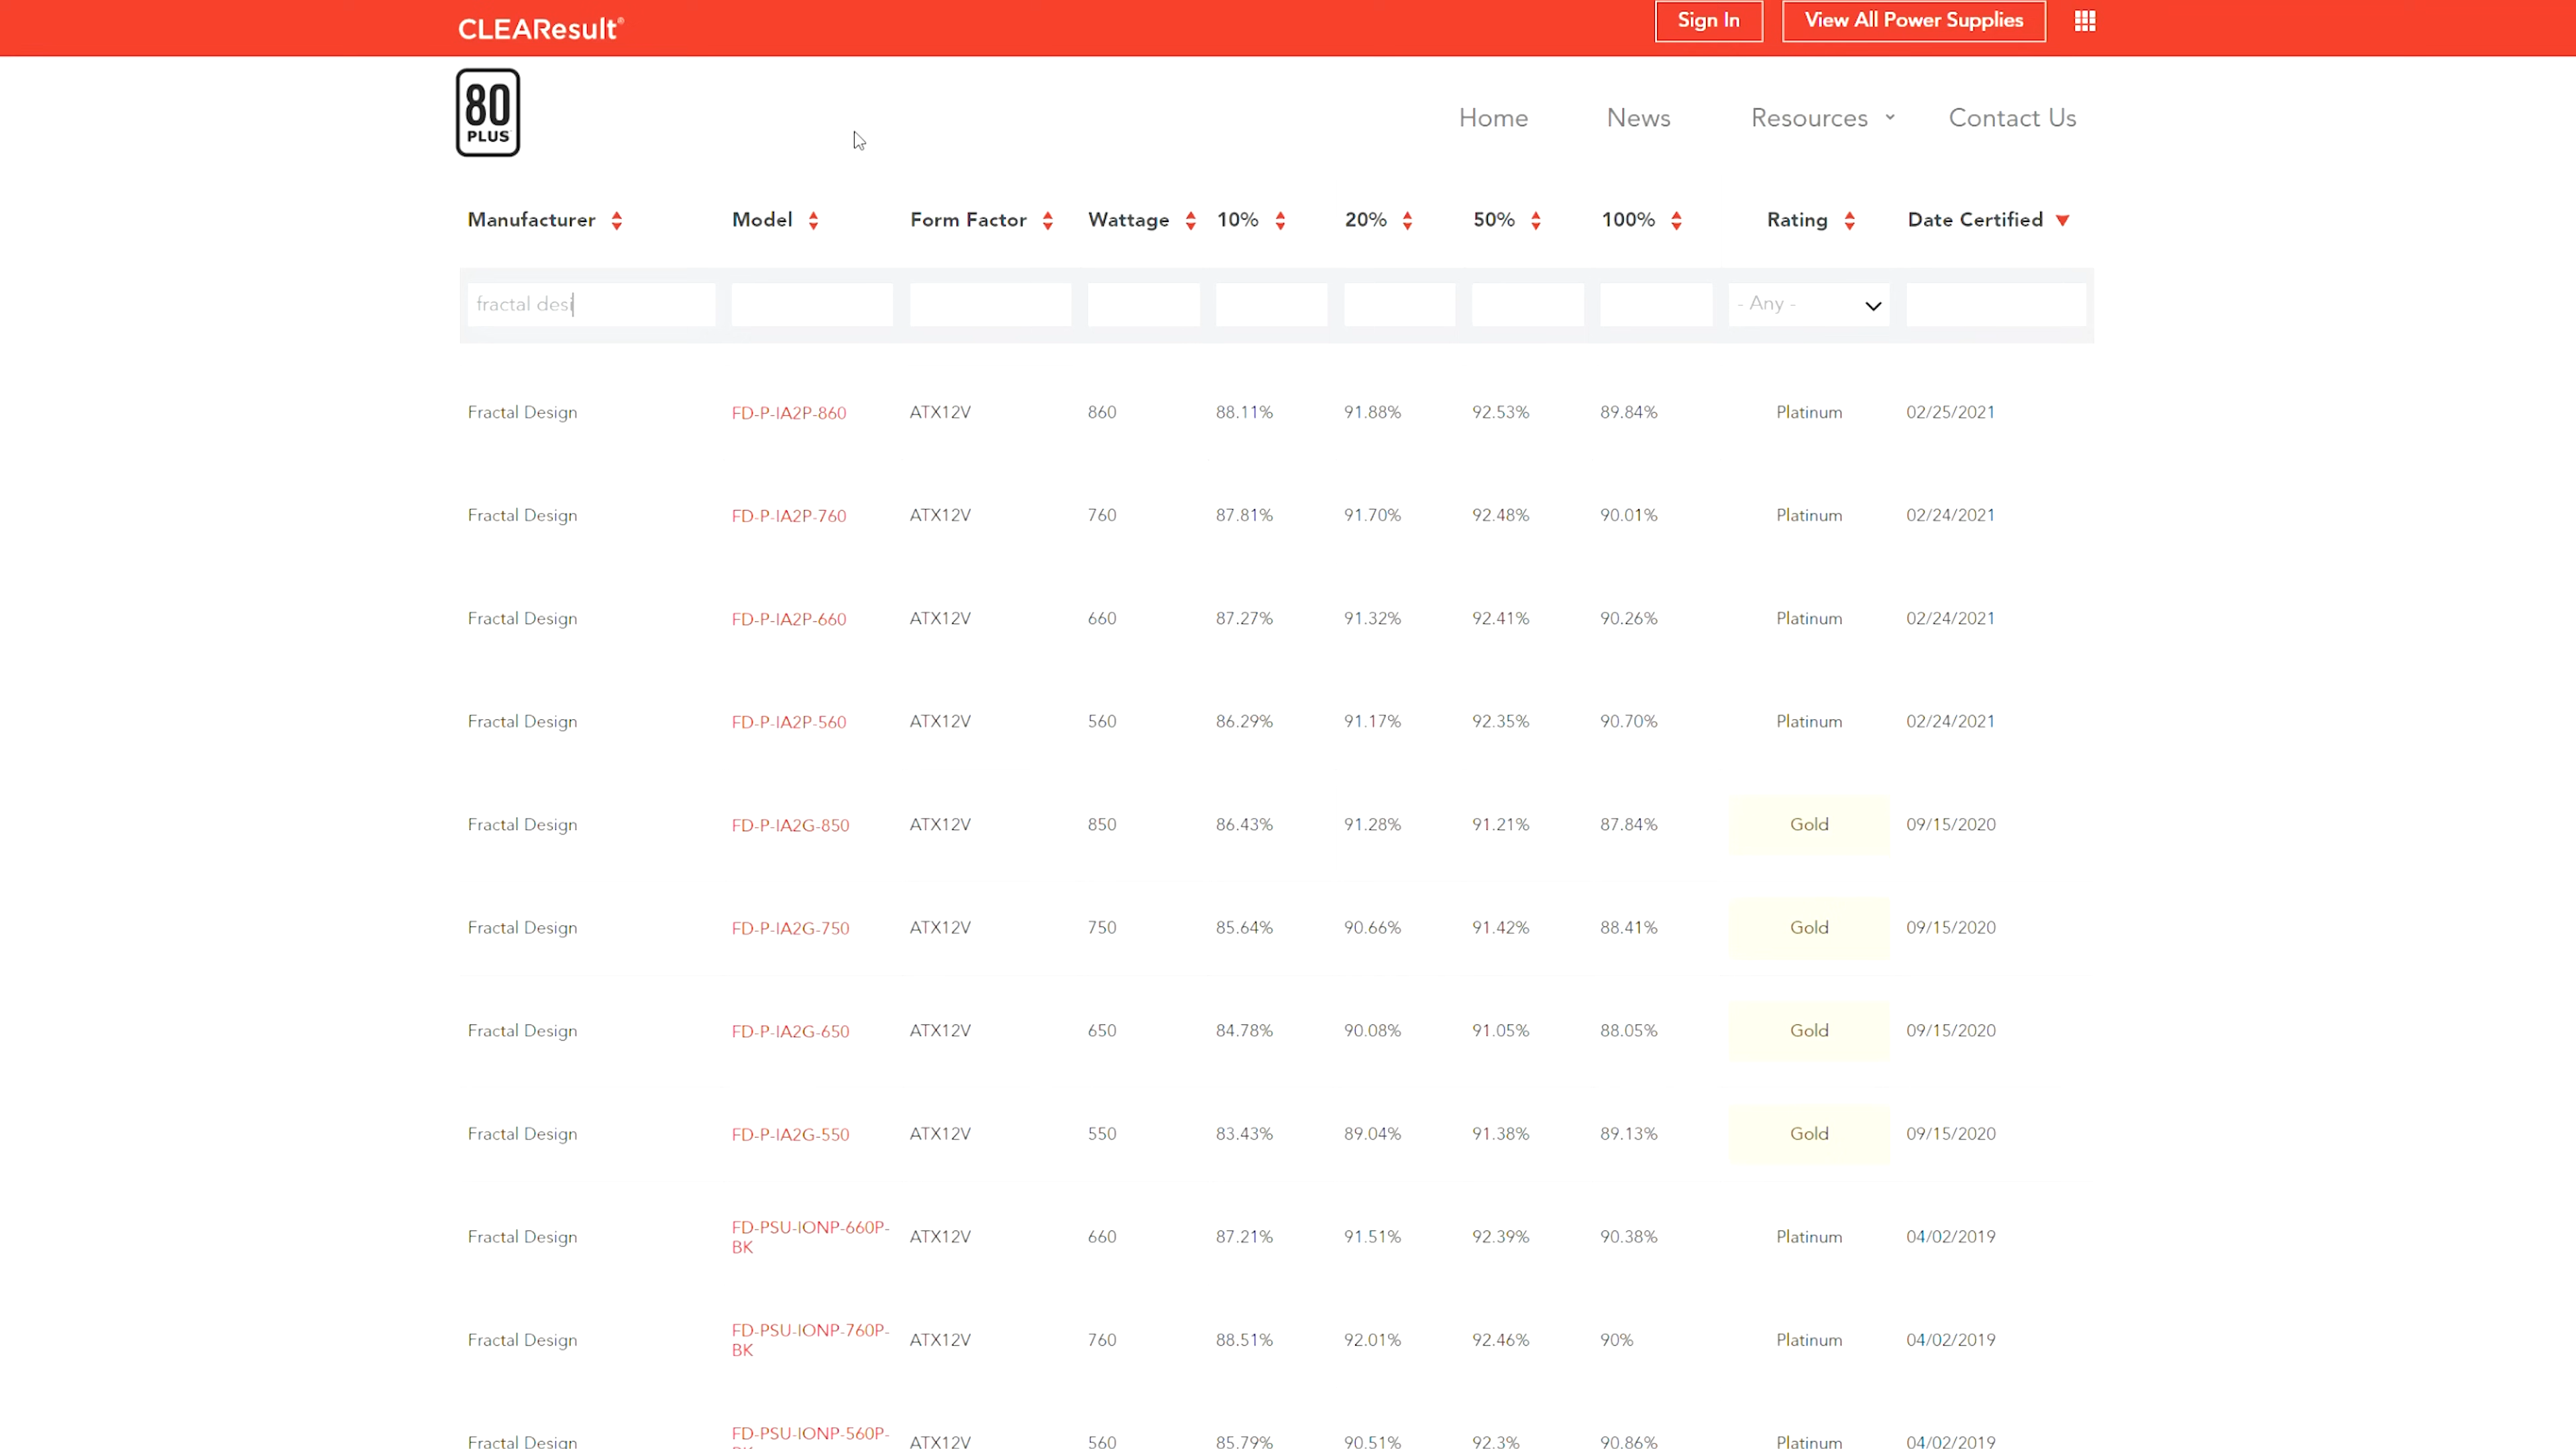 CLEAResult®
Sign In
View All Power Supplies
80
PLUS
Home News Resources Contact Us
Manufacturer Model Form Factor Wattage 10% 20% 50% 100% Rating Date Certified
fractal desi - Any -
Fractal Design FD-P-IA2P-860 ATX12V 860 88.11% 91.88% 92.53% 89.84% Platinum 02/25/2021
Fractal Design FD-P-IA2P-760 ATX12V 760 87.81% 91.70% 92.48% 90.01% Platinum 02/24/2021
Fractal Design FD-P-IA2P-660 ATX12V 660 87.27% 91.32% 92.41% 90.26% Platinum 02/24/2021
Fractal Design FD-P-IA2P-560 ATX12V 560 86.29% 91.17% 92.35% 90.70% Platinum 02/24/2021
Fractal Design FD-P-IA2G-850 ATX12V 850 86.43% 91.28% 91.21% 87.84% Gold 09/15/2020
Fractal Design FD-P-IA2G-750 ATX12V 750 85.64% 90.66% 91.42% 88.41% Gold 09/15/2020
Fractal Design FD-P-IA2G-650 ATX12V 650 84.78% 90.08% 91.05% 88.05% Gold 09/15/2020
Fractal Design FD-P-IA2G-550 ATX12V 550 83.43% 89.04% 91.38% 89.13% Gold 09/15/2020
Fractal Design FD-PSU-IONP-660P- ATX12V 660 87.21% 91.51% 92.39% 90.38% Platinum 04/02/2019
BK
Fractal Design FD-PSU-IONP-760P- ATX12V 760 88.51% 92.01% 92.46% 90% Platinum 04/02/2019
BK
Fractal Design FD-PSU-IONP-560P- ATX12V 560 85.79% 90.51% 92.3% 90.86% Platinum 04/02/2019